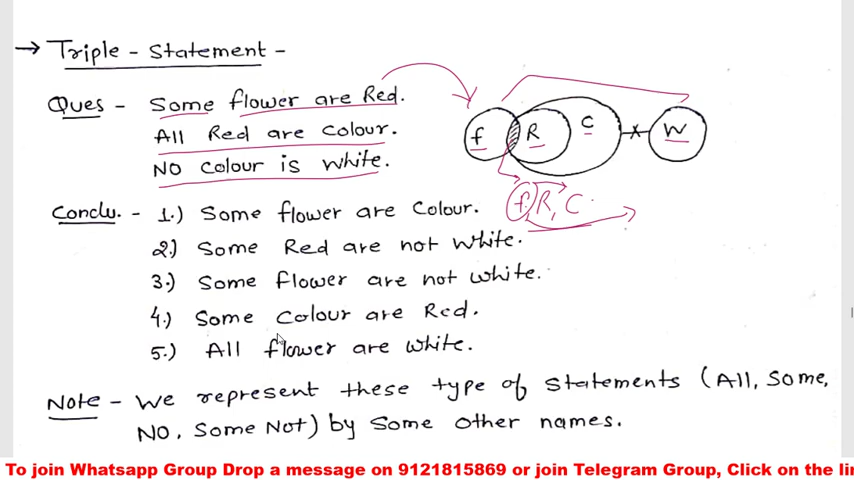 → Triple - Statement -
Ques - Some flower are Red.
All Red are colour.
NO colour is white.
f R C W
f, R, C.
Conclu. - 1.) Some flower are Colour.
2.) Some Red are not white.
3.) Some flower are not white.
4.) Some Colour are Red.
5.) All flower are white.
Note - We represent these type of Statements (All, Some,
NO, Some Not) by Some other names.
To join Whatsapp Group Drop a message on 9121815869 or join Telegram Group, Click on the lin